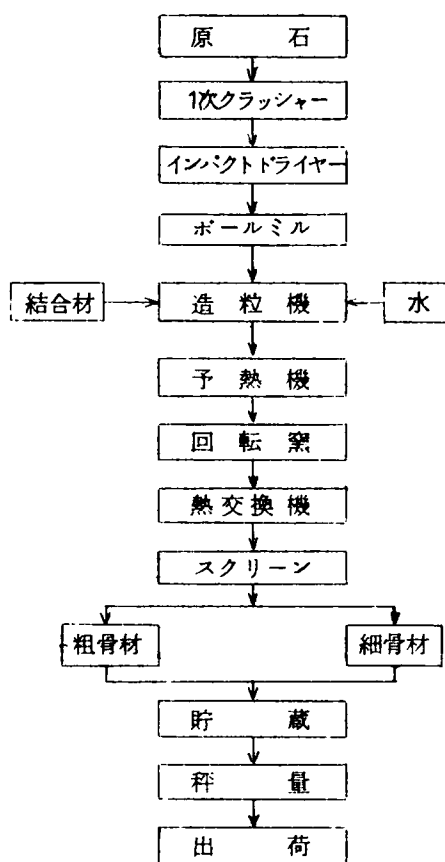 原石
1次クラッシャー
インパクトドライヤー
ボールミル
結合材 造粒機 水
予熱機
回転窯
熱交換機
スクリーン
粗骨材 細骨材
貯蔵
秤量
出荷